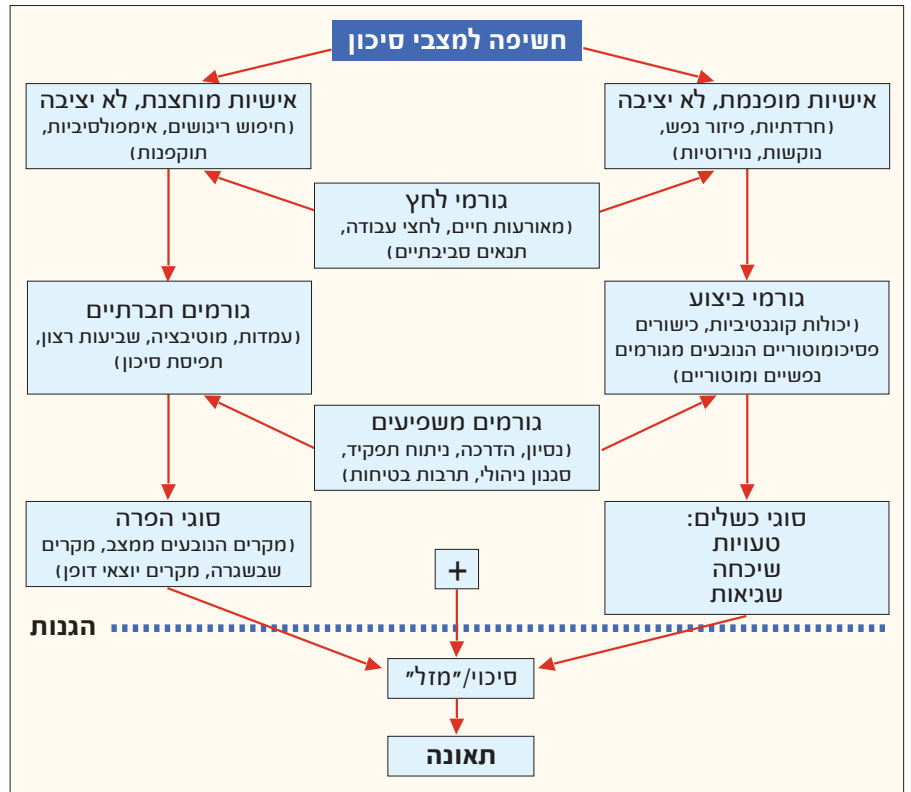 חשיפה למצבי סיכון
אישיות מופנמת, לא יציבה
(חרדתיות, פיזור נפש,
נוקשות, נוירוטיות)
אישיות מוחצנת, לא יציבה
(חיפוש ריגושים, אימפולסיביות,
תוקפנות)
גורמי לחץ
(מאורעות חיים, לחצי עבודה,
תנאים סביבתיים)
גורמי ביצוע
(יכולות קוגנטיביות, כישורים
פסיכומוטוריים הנובעים מגורמים
נפשיים ומוטוריים)
גורמים חברתיים
(עמדות, מוטיבציה, שביעות רצון,
תפיסת סיכון)
גורמים משפיעים
(נסיון, הדרכה, ניתוח תפקיד,
סגנון ניהולי, תרבות בטיחות)
סוגי כשלים:
טעויות
שיכחה
שגיאות
סוגי הפרה
(מקרים הנובעים ממצב, מקרים
שבשגרה, מקרים יוצאי דופן)
+
הגנות
סיכוי/"מזל"
תאונה